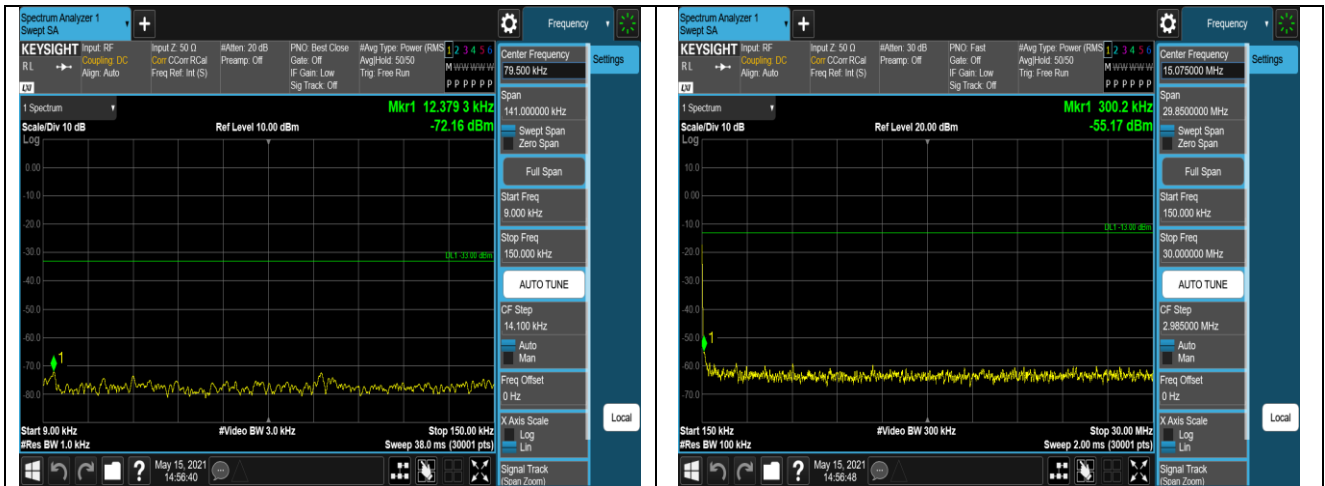 Spectrum Analyzer 1
Swept SA
Frequency
KEYSIGHT
RL
Input: RF
Coupling: DC
Align: Auto
Input Z: 50 Ω
Corr CCorr RCal
Freq Ref: Int (S)
#Atten: 20 dB
Preamp: Off
PNO: Best Close
Gate: Off
IF Gain: Low
Sig Track: Off
#Avg Type: Power (RMS
Avg|Hold: 50/50
Trig: Free Run
1 2 3 4 5 6
M W W W W W
P P P P P P
LXI
1 Spectrum
Scale/Div 10 dB
Log
Ref Level 10.00 dBm
Mkr1 12.379 3 kHz
-72.16 dBm
0.00
-10.0
-20.0
-30.0
-40.0
-50.0
-60.0
-70.0
-80.0
DL1 -33.00 dBm
1
Start 9.00 kHz
#Res BW 1.0 kHz
#Video BW 3.0 kHz
Stop 150.00 kHz
Sweep 38.0 ms (30001 pts)
Center Frequency
79.500 kHz
Settings
Span
141.000000 kHz
Swept Span
Zero Span
Full Span
Start Freq
9.000 kHz
Stop Freq
150.000 kHz
AUTO TUNE
CF Step
14.100 kHz
Auto
Man
Freq Offset
0 Hz
X Axis Scale
Log
Lin
Local
Signal Track
(Span Zoom)
?
May 15, 2021
14:56:40
Spectrum Analyzer 1
Swept SA
Frequency
KEYSIGHT
RL
Input: RF
Coupling: DC
Align: Auto
Input Z: 50 Ω
Corr CCorr RCal
Freq Ref: Int (S)
#Atten: 30 dB
Preamp: Off
PNO: Fast
Gate: Off
IF Gain: Low
Sig Track: Off
#Avg Type: Power (RMS
Avg|Hold: 50/50
Trig: Free Run
1 2 3 4 5 6
M W W W W W
P P P P P P
LXI
1 Spectrum
Scale/Div 10 dB
Log
Ref Level 20.00 dBm
Mkr1 300.2 kHz
-55.17 dBm
10.0
0.00
-10.0
-20.0
-30.0
-40.0
-50.0
-60.0
-70.0
DL1 -13.00 dBm
1
Start 150 kHz
#Res BW 100 kHz
#Video BW 300 kHz
Stop 30.00 MHz
Sweep 2.00 ms (30001 pts)
Center Frequency
15.075000 MHz
Settings
Span
29.8500000 MHz
Swept Span
Zero Span
Full Span
Start Freq
150.000 kHz
Stop Freq
30.000000 MHz
AUTO TUNE
CF Step
2.985000 MHz
Auto
Man
Freq Offset
0 Hz
X Axis Scale
Log
Lin
Local
Signal Track
(Span Zoom)
?
May 15, 2021
14:56:48